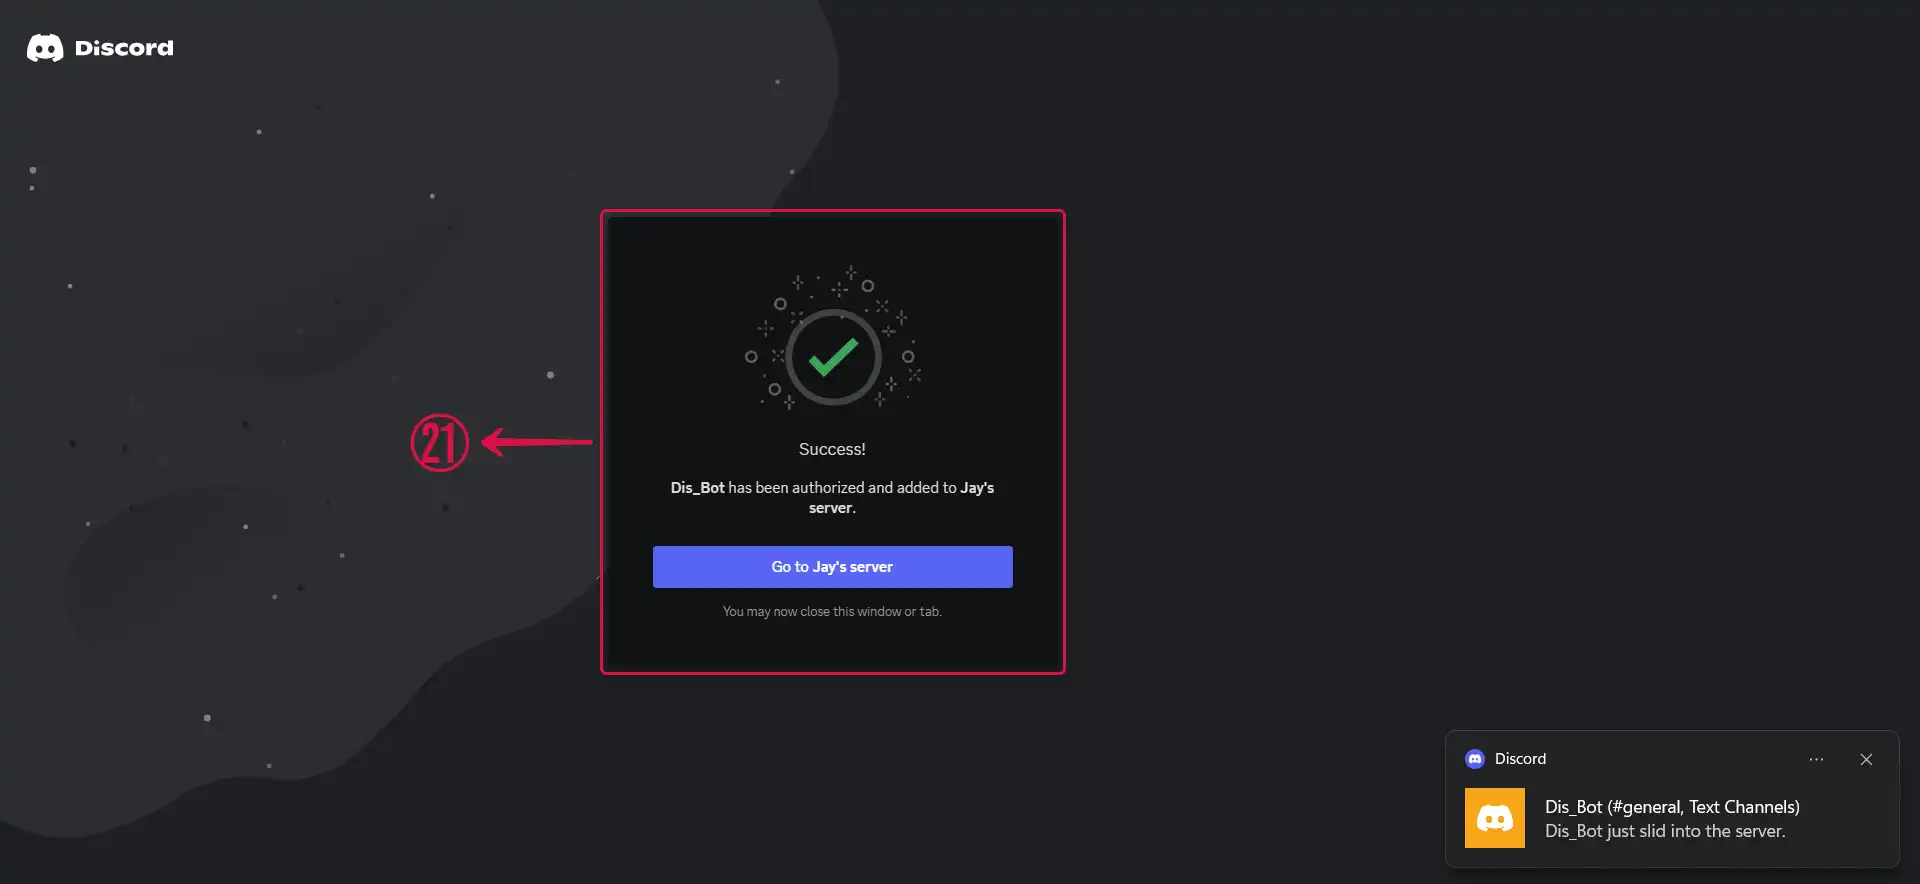 Discord
21
Success!
Dis_Bot has been authorized and added to Jay's
server.
Go to Jay's server
You may now close this window or tab.
Discord
Dis_Bot (#general, Text Channels)
Dis_Bot just slid into the server.